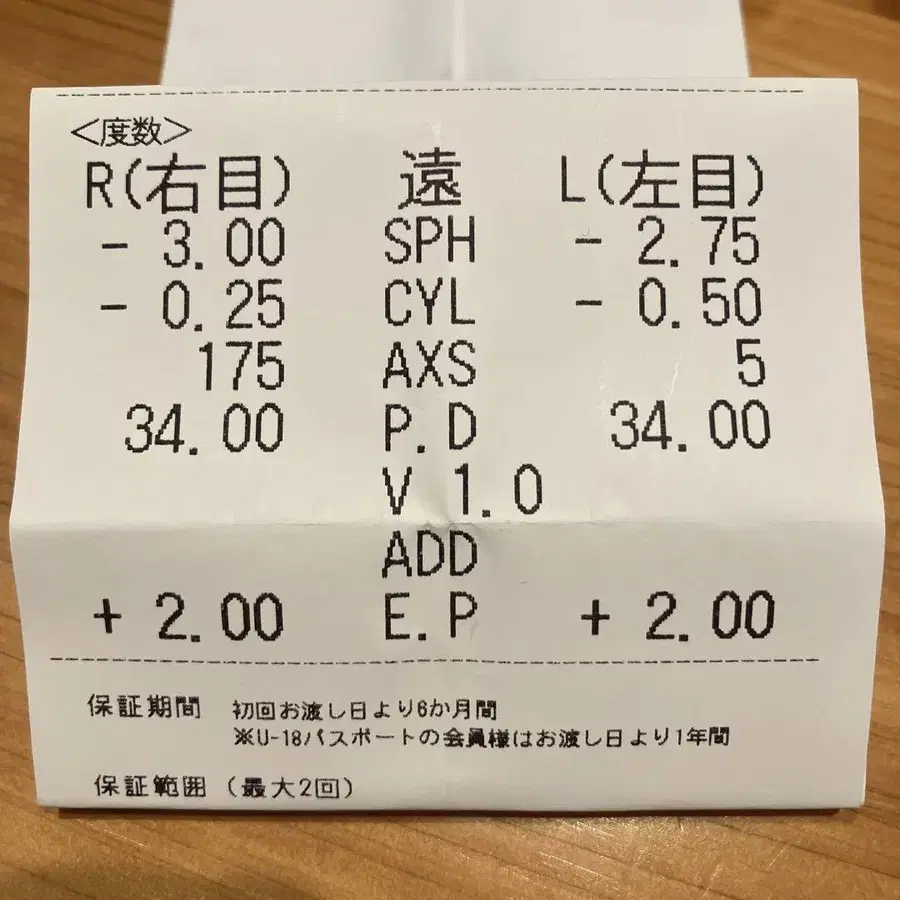 <度数>
R(右目) 遠 L(左目)
- 3.00 SPH - 2.75
- 0.25 CYL - 0.50
175 AXS 5
34.00 P.D 34.00
V 1.0
ADD
+ 2.00 E.P + 2.00
保証期間 初回お渡し日より6か月間
※U-18パスポートの会員様はお渡し日より1年間
保証範囲 (最大2回)